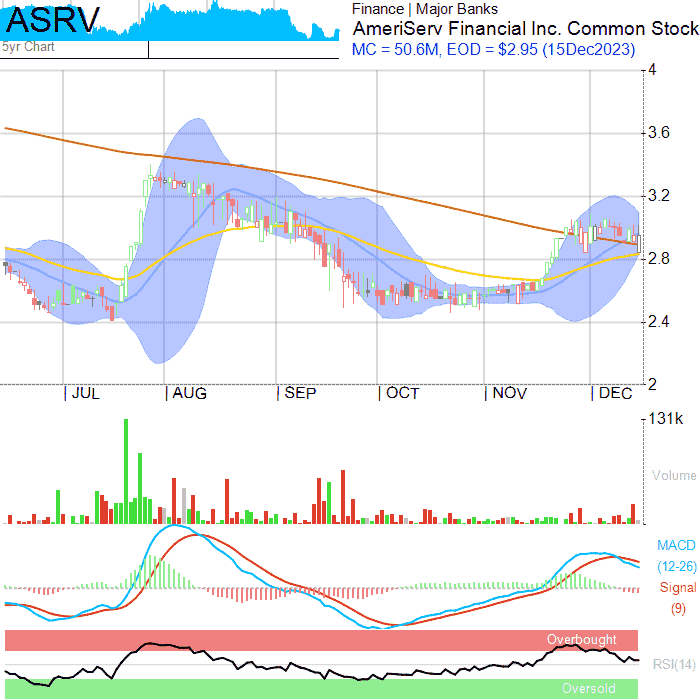 ASRV
5yr Chart
Finance | Major Banks
AmeriServ Financial Inc. Common Stock
MC = 50.6M, EOD = $2.95 (15Dec2023)
4
3.6
3.2
2.8
2.4
2
JUL AUG SEP OCT NOV DEC
131k
Volume
MACD
(12-26)
Signal
(9)
Overbought
RSI(14)
Oversold